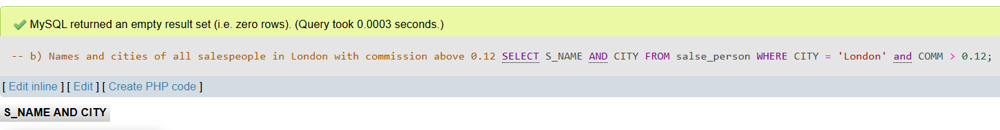 MySQL returned an empty result set (i.e. zero rows). (Query took 0.0003 seconds.)
-- b) Names and cities of all salespeople in London with commission above 0.12 SELECT S_NAME AND CITY FROM salse_person WHERE CITY = 'London' and COMM > 0.12;
[ Edit inline ] [ Edit ] [ Create PHP code ]
S_NAME AND CITY